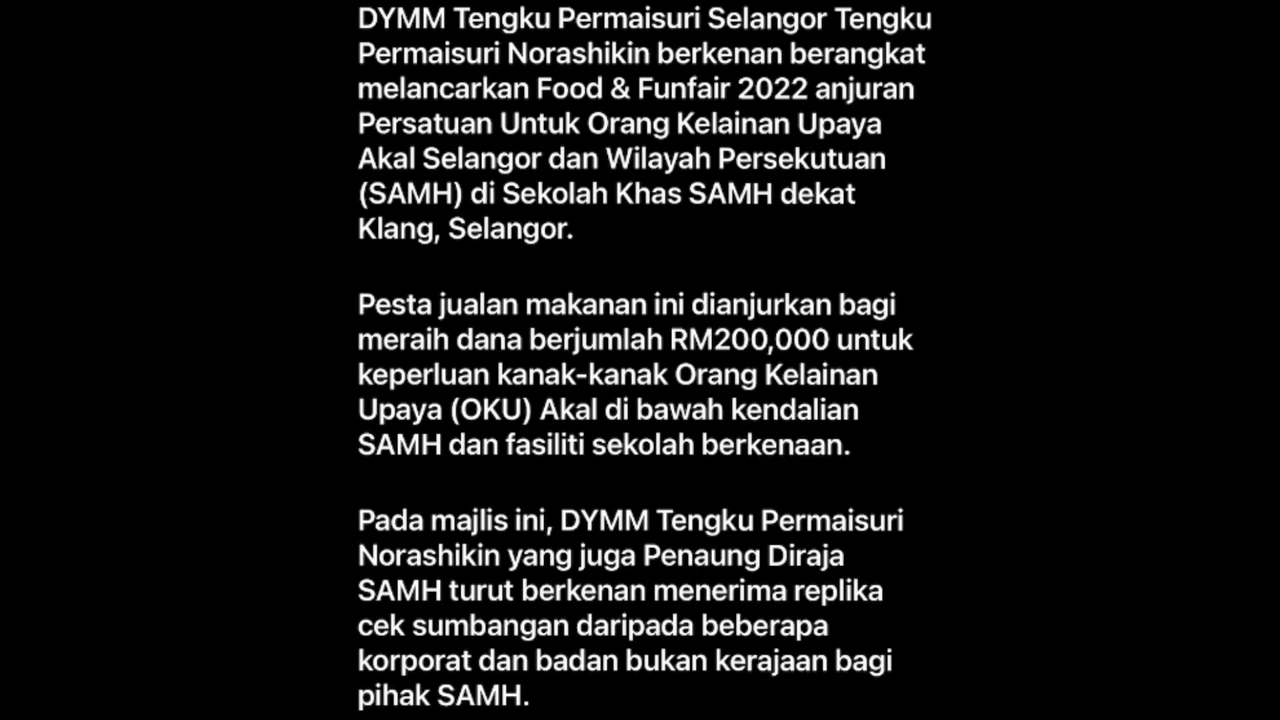 DYMM Tengku Permaisuri Selangor Tengku
Permaisuri Norashikin berkenan berangkat
melancarkan Food & Funfair 2022 anjuran
Persatuan Untuk Orang Kelainan Upaya
Akal Selangor dan Wilayah Persekutuan
(SAMH) di Sekolah Khas SAMH dekat
Klang, Selangor.

Pesta jualan makanan ini dianjurkan bagi
meraih dana berjumlah RM200,000 untuk
keperluan kanak-kanak Orang Kelainan
Upaya (OKU) Akal di bawah kendalian
SAMH dan fasiliti sekolah berkenaan.

Pada majlis ini, DYMM Tengku Permaisuri
Norashikin yang juga Penaung Diraja
SAMH turut berkenan menerima replika
cek sumbangan daripada beberapa
korporat dan badan bukan kerajaan bagi
pihak SAMH.